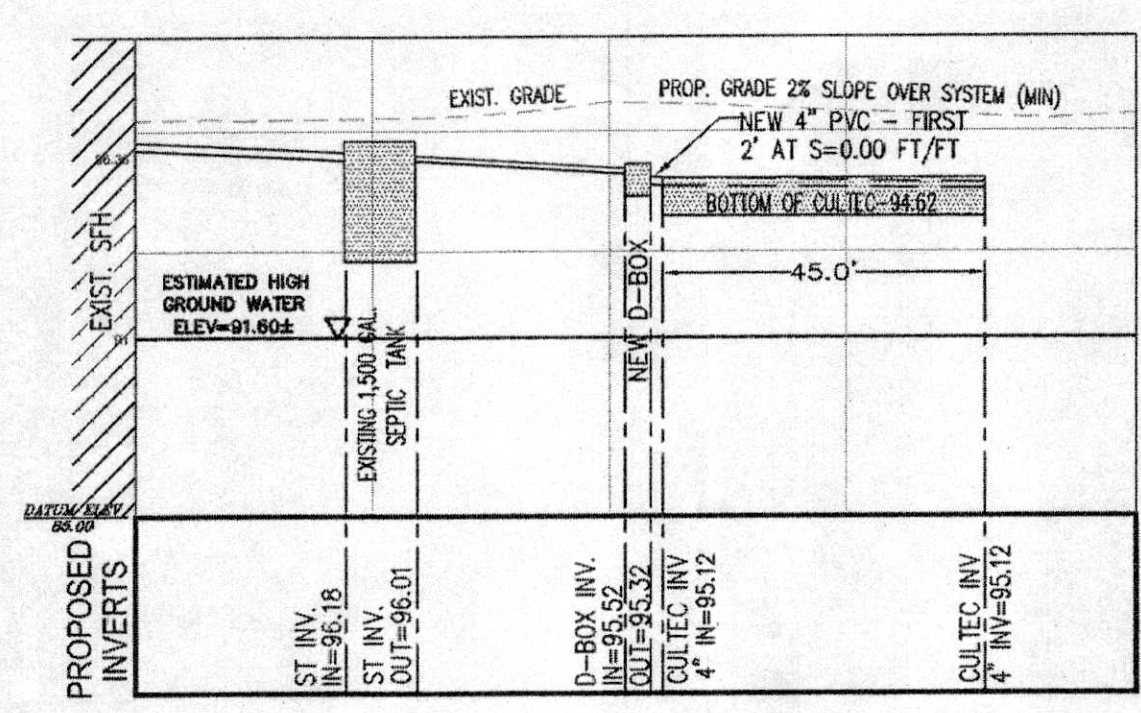 EXIST. GRADE
PROP. GRADE 2% SLOPE OVER SYSTEM (MIN)
NEW 4" PVC - FIRST
2' AT S=0.00 FT/FT
BOTTOM OF CULTEC-94.62
45.0'
EXIST. SFH
ESTIMATED HIGH
GROUND WATER
ELEV=91.60±
EXISTING 1,500 GAL.
SEPTIC TANK
NEW D-BOX
DATUM ELEV
PROPOSED
INVERTS
ST INV.
IN=96.18
ST INV.
OUT=96.01
D-BOX INV.
IN=95.52
OUT=95.32
CULTEC INV
4" IN=95.12
CULTEC INV
4" INV=95.12